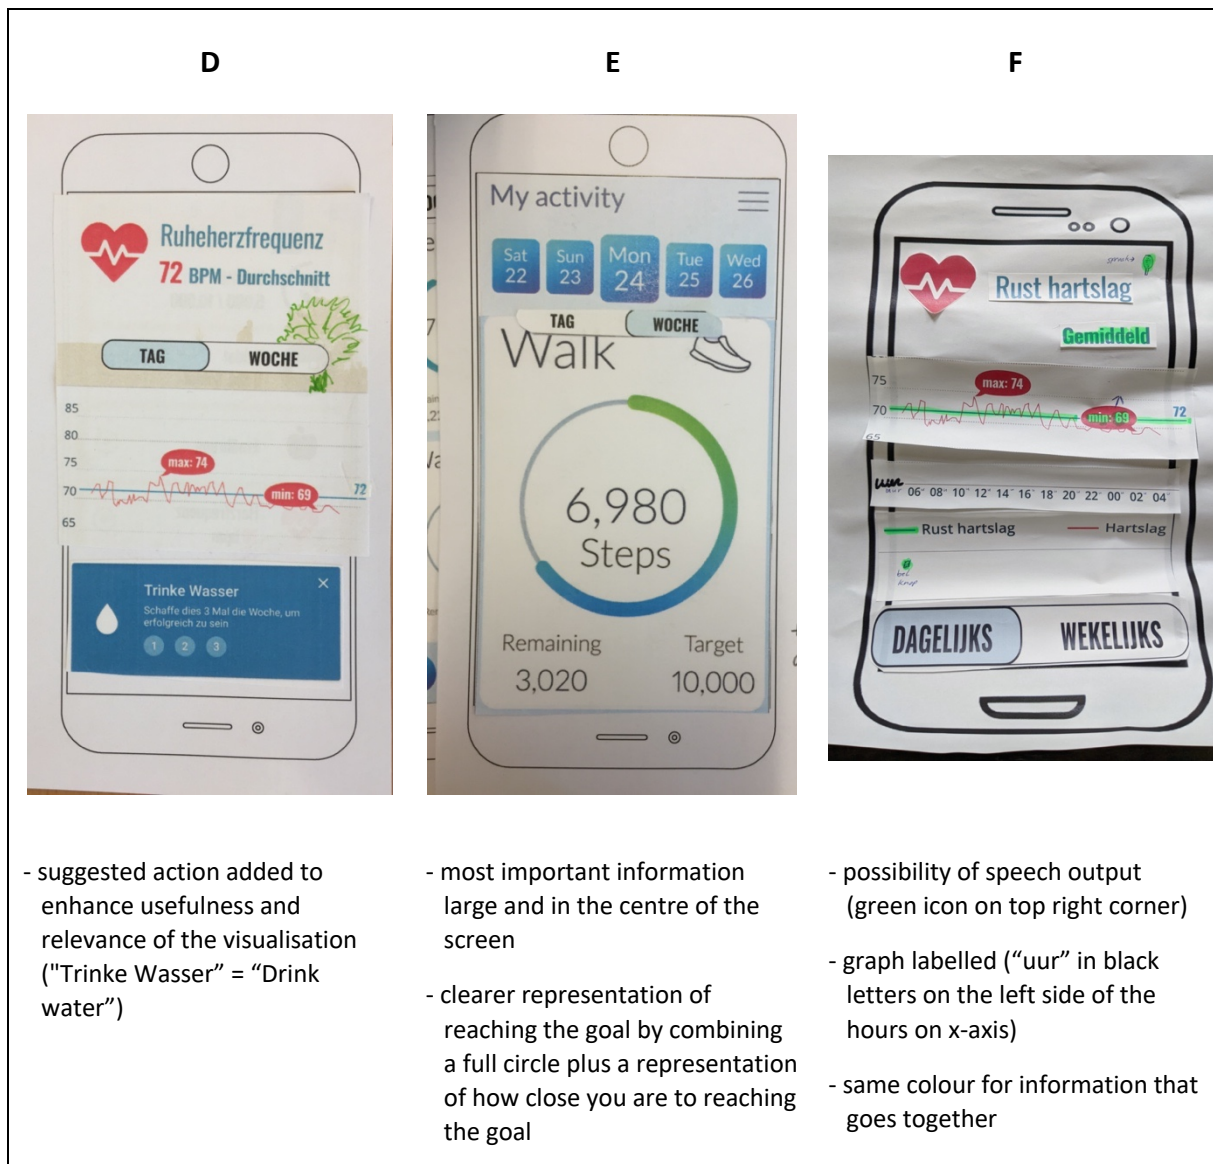 D
E
F
Ruheherzfrequenz
72 BPM - Durchschnitt
TAG
WOCHE
85
80
75
70
65
max: 74
min: 69
72
Trinke Wasser
Schaffe dies 3 Mal die Woche, um
erfolgreich zu sein
1 2 3
My activity
Sat
22
Sun
23
Mon
24
Tue
25
Wed
26
TAG
WOCHE
Walk
6,980
Steps
Remaining
3,020
Target
10,000
Rust hartslag
Gemiddeld
75
70
65
max: 74
min: 69
72
uur
06 08 10 12 14 16 18 20 22 00 02 04
Rust hartslag
Hartslag
DAGELIJKS
WEKELIJKS
- suggested action added to
enhance usefulness and
relevance of the visualisation
("Trinke Wasser” = “Drink
water”)
- most important information
large and in the centre of the
screen
- clearer representation of
reaching the goal by combining
a full circle plus a representation
of how close you are to reaching
the goal
- possibility of speech output
(green icon on top right corner)
- graph labelled (“uur” in black
letters on the left side of the
hours on x-axis)
- same colour for information that
goes together